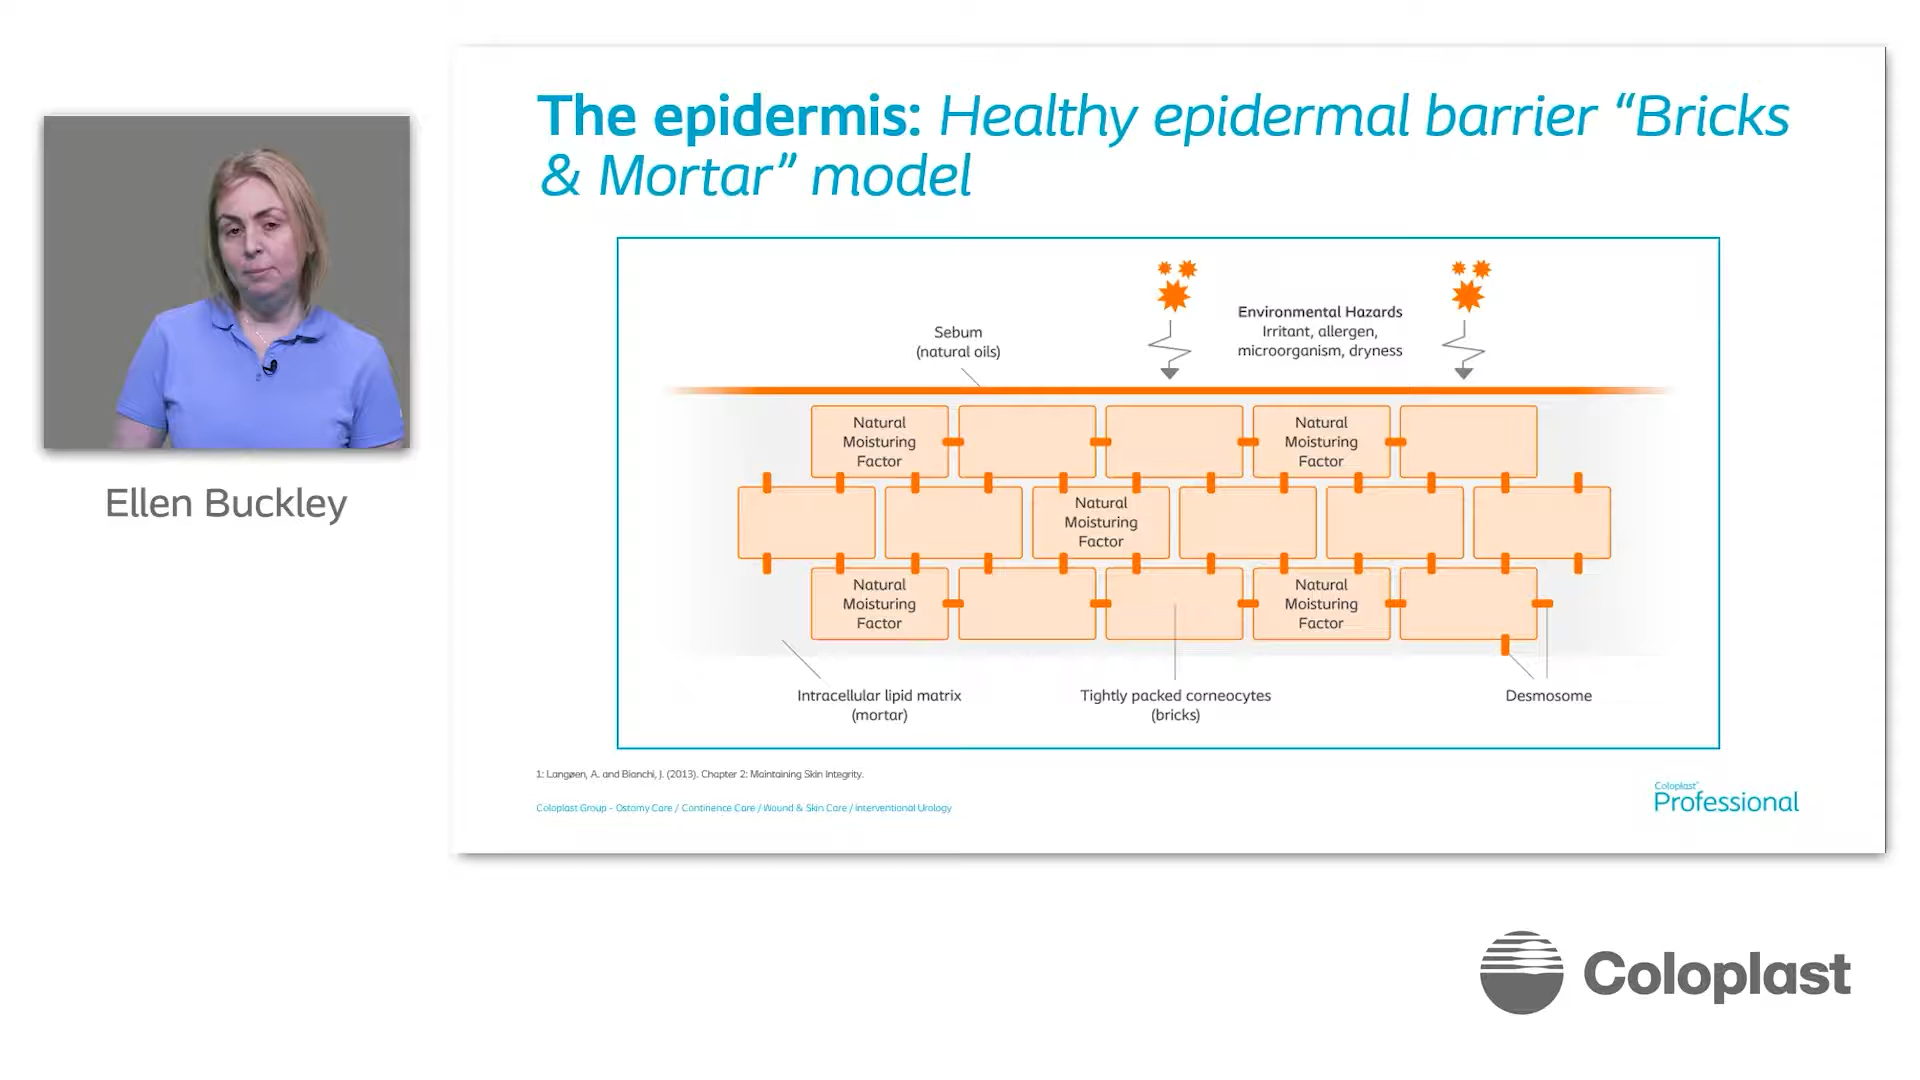 Ellen Buckley
The epidermis: Healthy epidermal barrier “Bricks
& Mortar” model
Sebum
(natural oils)
Environmental Hazards
Irritant, allergen,
microorganism, dryness
Natural
Moisturing
Factor
Natural
Moisturing
Factor
Natural
Moisturing
Factor
Natural
Moisturing
Factor
Natural
Moisturing
Factor
Intracellular lipid matrix
(mortar)
Tightly packed corneocytes
(bricks)
Desmosome
1: Langøen, A. and Bianchi, J. (2013). Chapter 2: Maintaining Skin Integrity.
Coloplast Group - Ostomy Care / Continence Care / Wound & Skin Care / Interventional Urology
Coloplast®
Professional
Coloplast